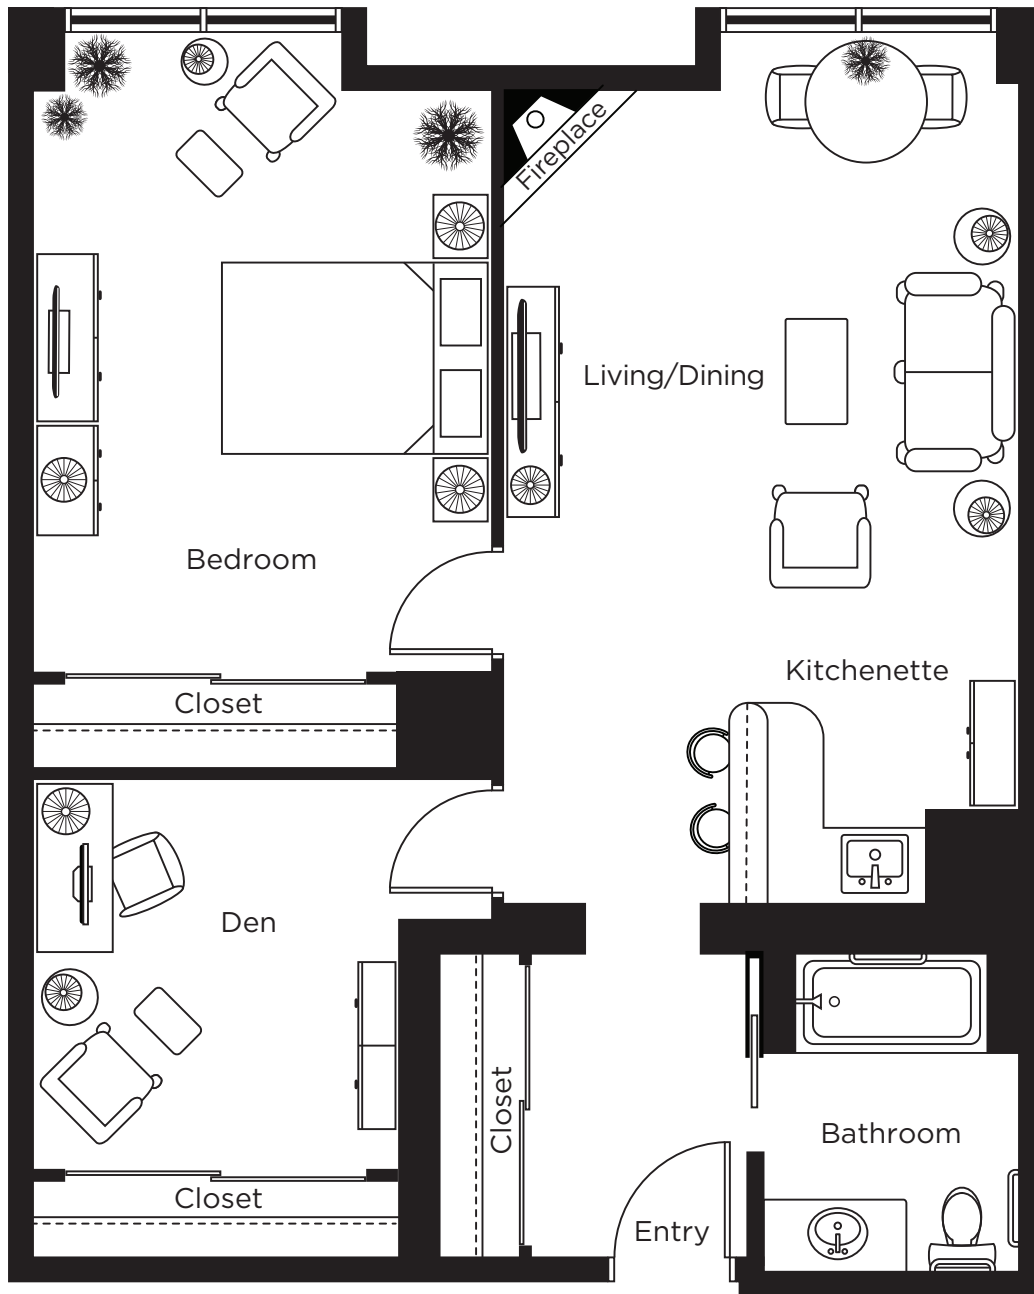 Fireplace
Living/Dining
Bedroom
Kitchenette
Closet
Den
Closet
Bathroom
Closet
Entry